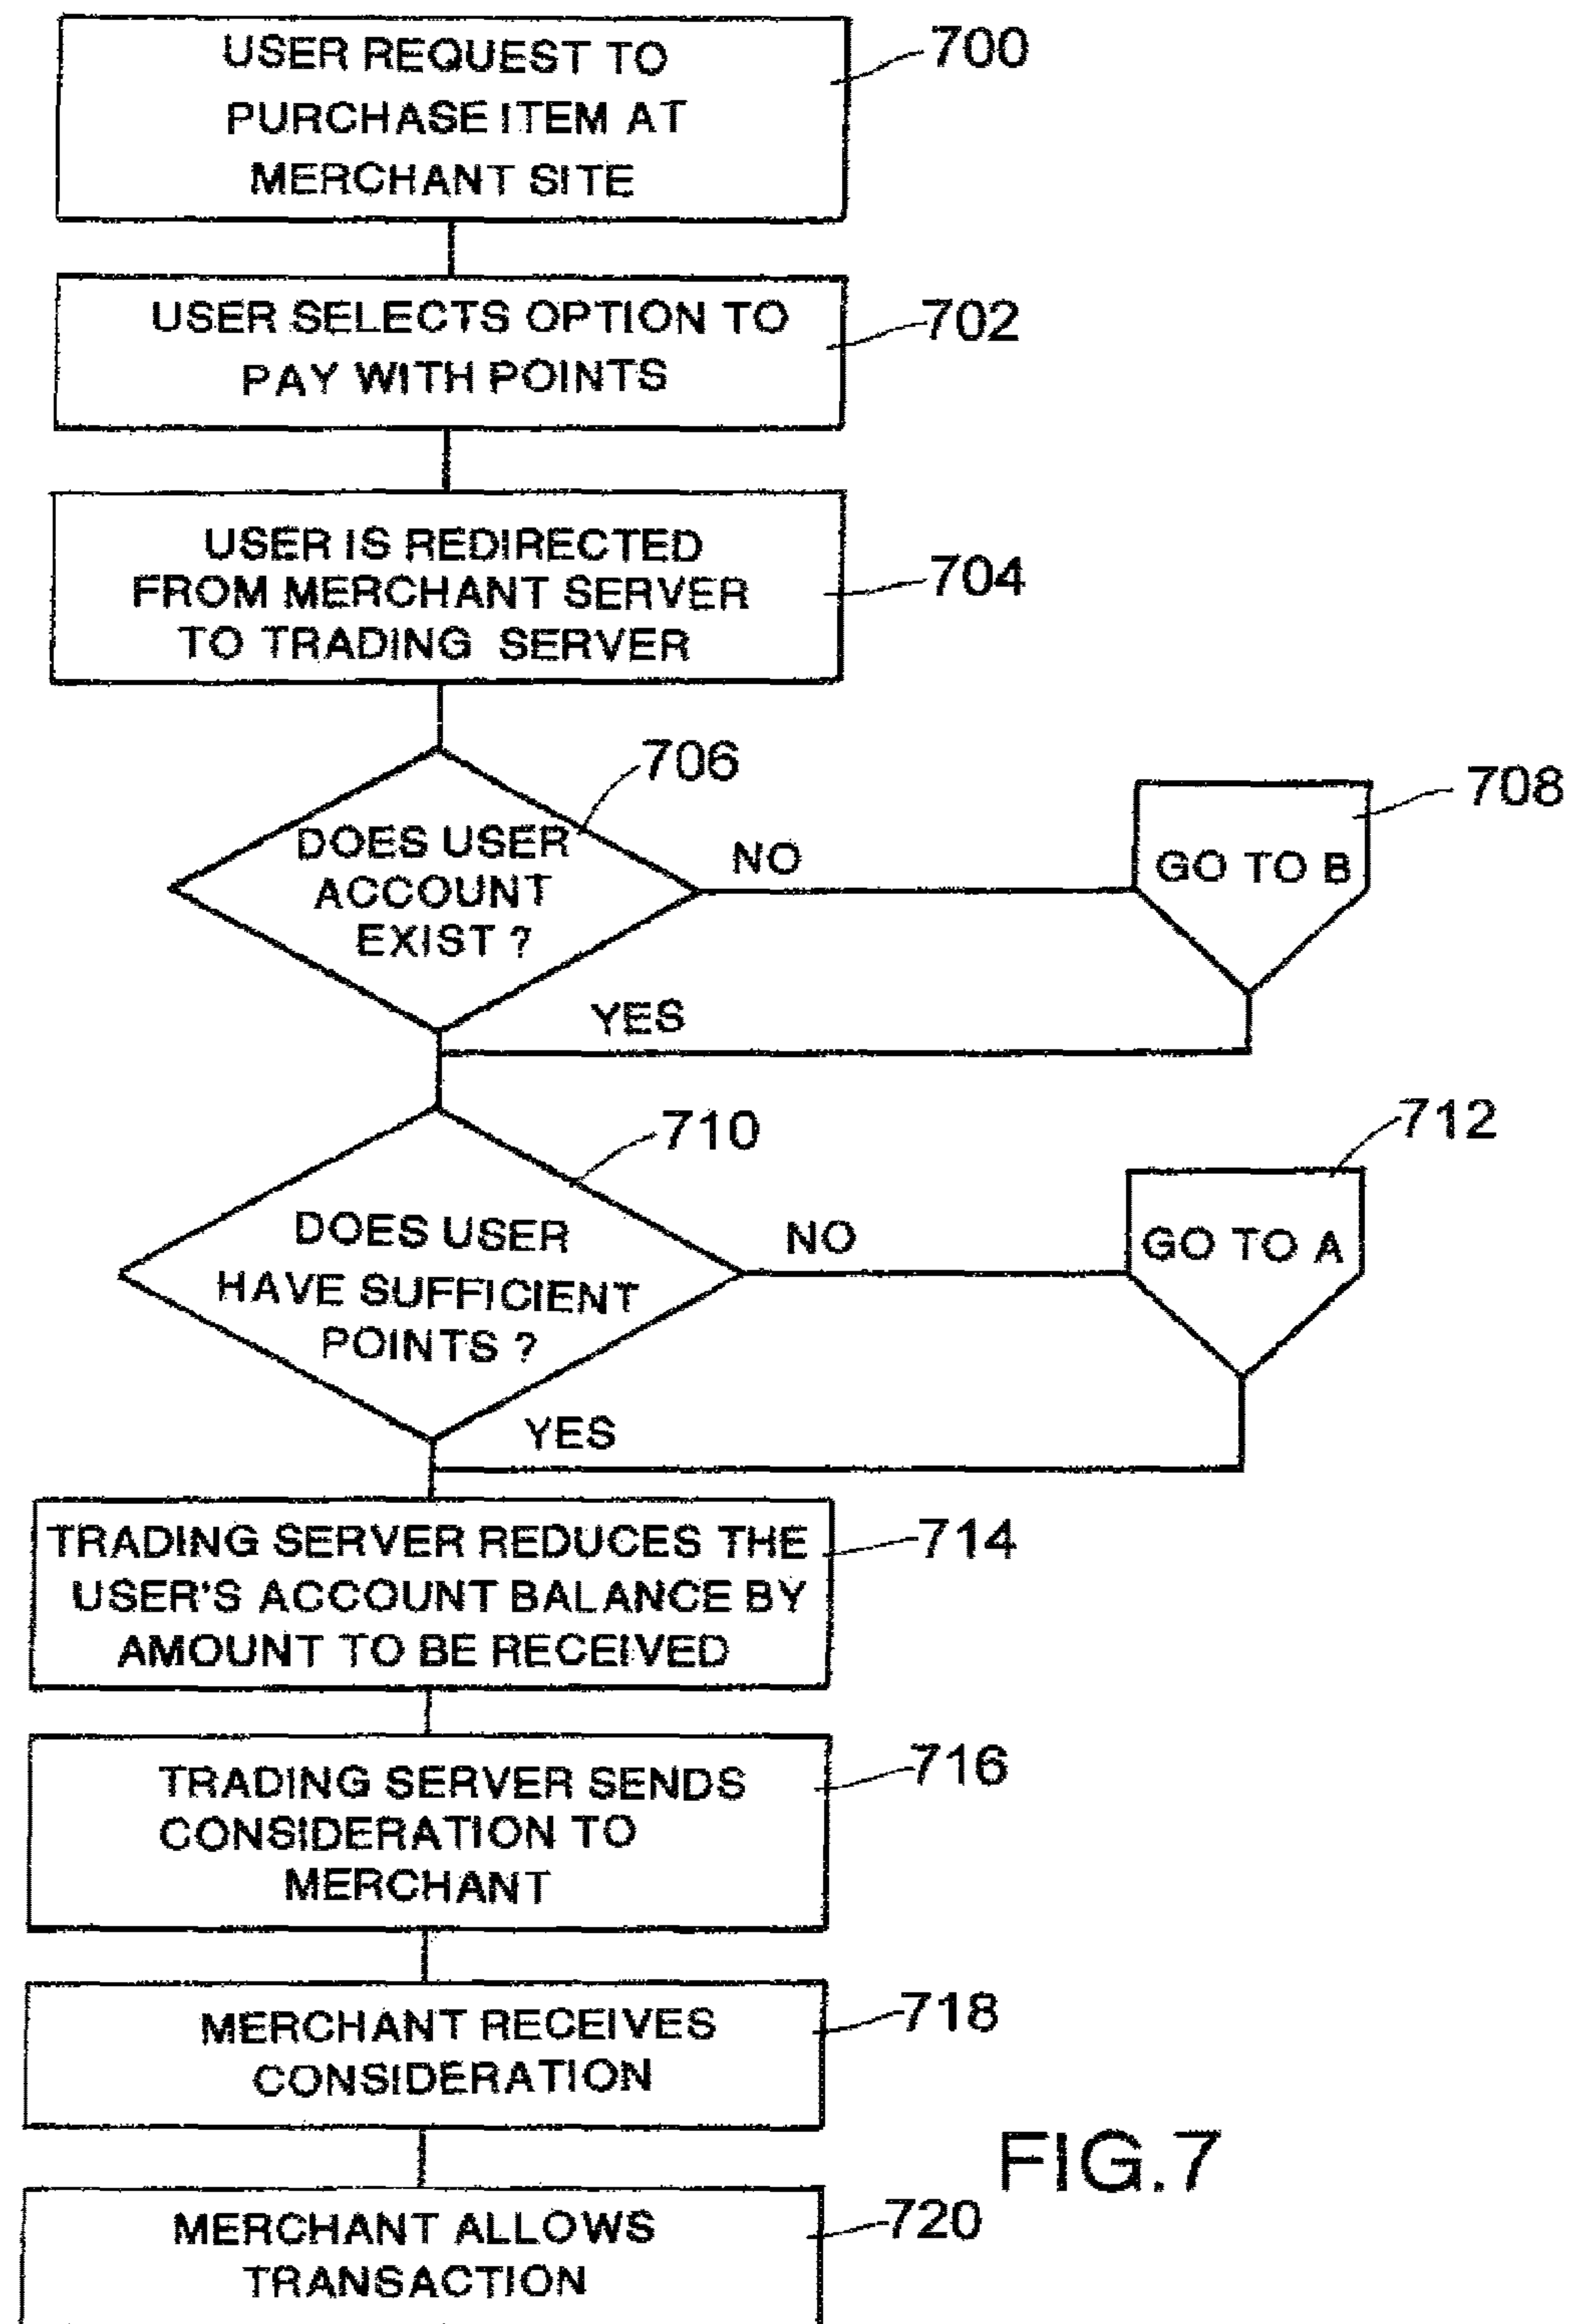 USER REQUEST TO
PURCHASE ITEM AT
MERCHANT SITE
700
USER SELECTS OPTION TO
PAY WITH POINTS
702
USER IS REDIRECTED
FROM MERCHANT SERVER
TO TRADING SERVER
704
706
DOES USER
ACCOUNT
EXIST ?
NO
708
GO TO B
YES
710
DOES USER
HAVE SUFFICIENT
POINTS ?
NO
712
GO TO A
YES
TRADING SERVER REDUCES THE
USER'S ACCOUNT BALANCE BY
AMOUNT TO BE RECEIVED
714
TRADING SERVER SENDS
CONSIDERATION TO
MERCHANT
716
MERCHANT RECEIVES
CONSIDERATION
718
MERCHANT ALLOWS
TRANSACTION
720
FIG.7